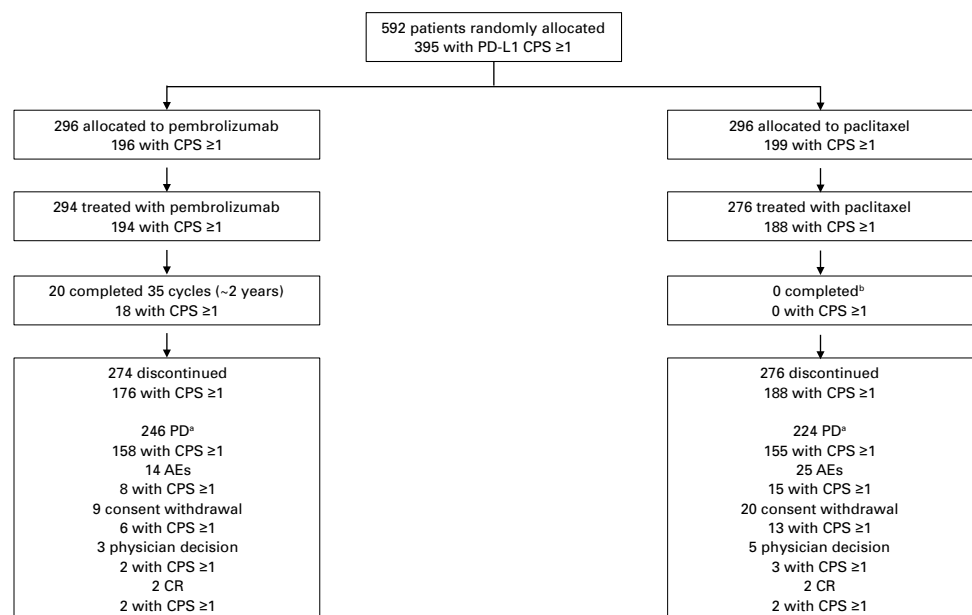 592 patients randomly allocated
395 with PD-L1 CPS ≥1
296 allocated to pembrolizumab
196 with CPS ≥1
296 allocated to paclitaxel
199 with CPS ≥1
294 treated with pembrolizumab
194 with CPS ≥1
276 treated with paclitaxel
188 with CPS ≥1
20 completed 35 cycles (~2 years)
18 with CPS ≥1
0 completedᵇ
0 with CPS ≥1
274 discontinued
176 with CPS ≥1
246 PDᵃ
158 with CPS ≥1
14 AEs
8 with CPS ≥1
9 consent withdrawal
6 with CPS ≥1
3 physician decision
2 with CPS ≥1
2 CR
2 with CPS ≥1
276 discontinued
188 with CPS ≥1
224 PDᵃ
155 with CPS ≥1
25 AEs
15 with CPS ≥1
20 consent withdrawal
13 with CPS ≥1
5 physician decision
3 with CPS ≥1
2 CR
2 with CPS ≥1